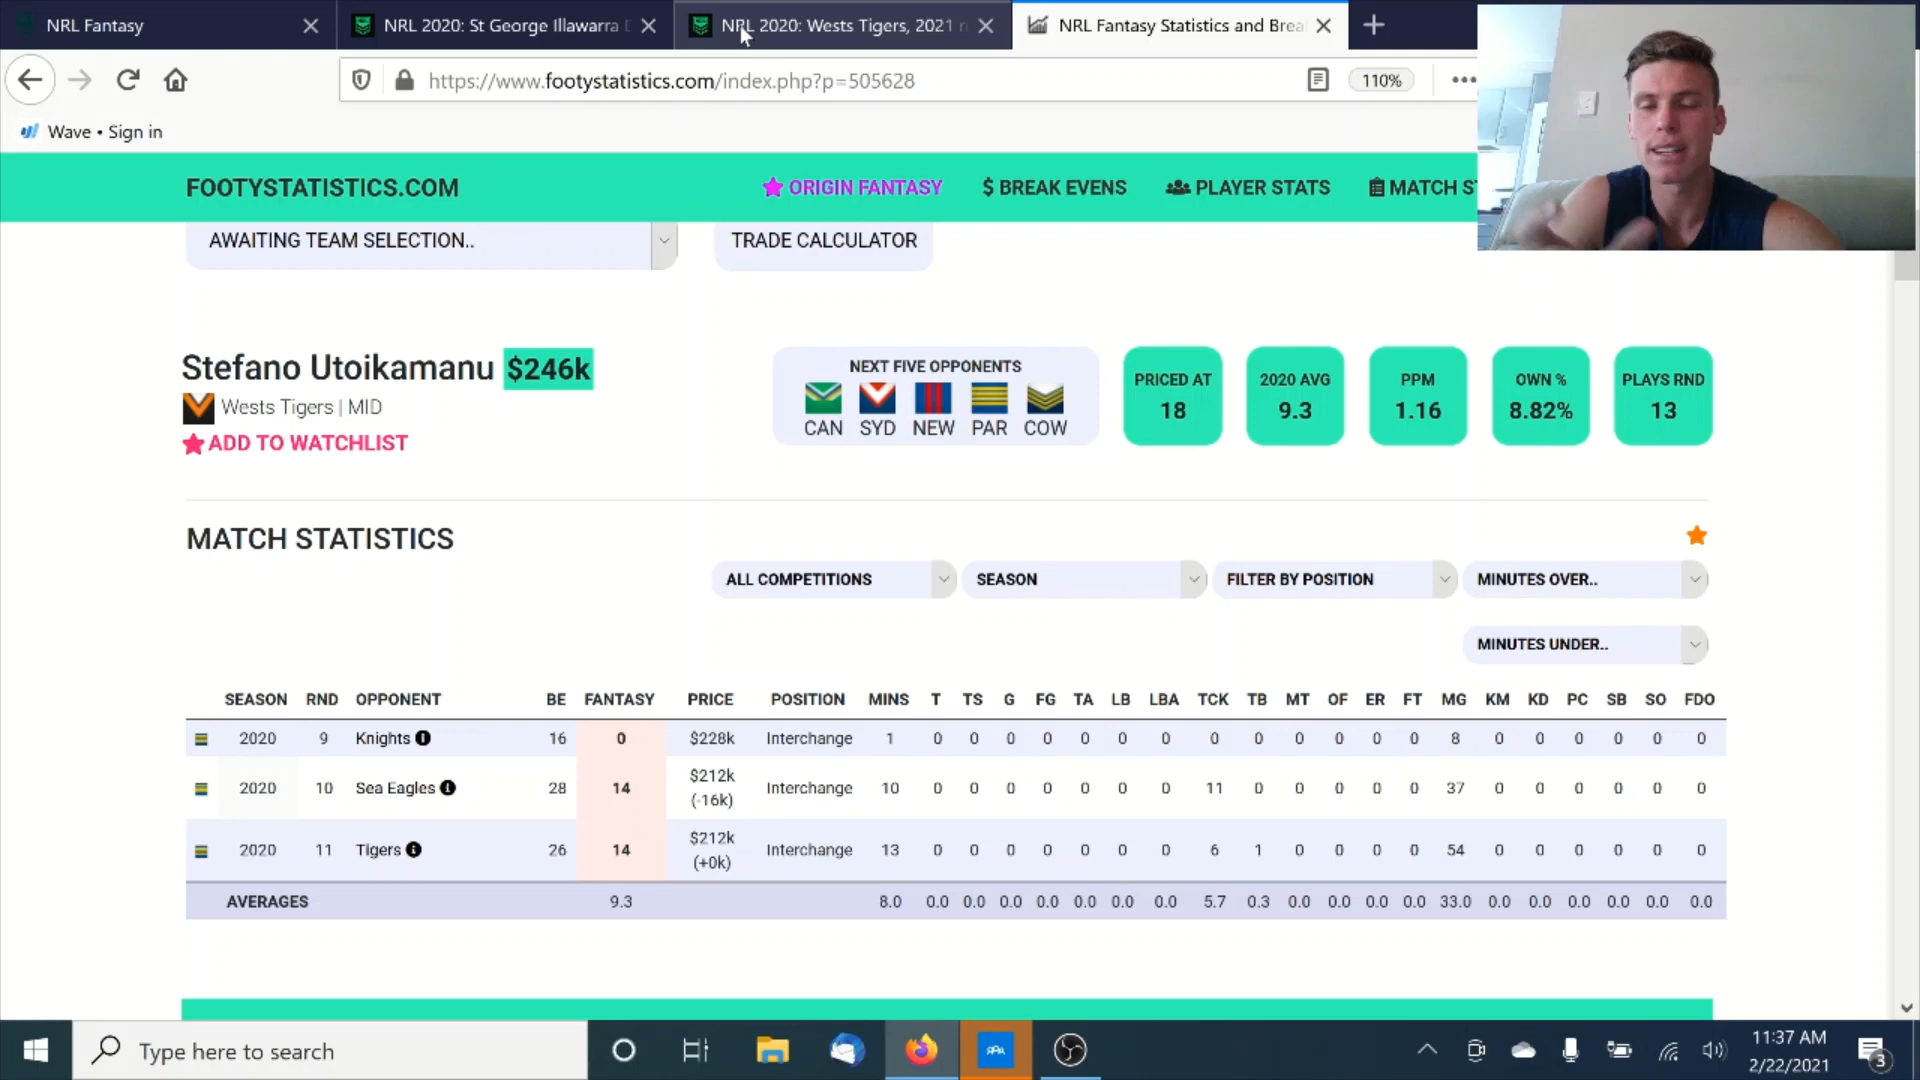 NRL Fantasy
NRL 2020: St George Illawarra
NRL 2020: Wests Tigers, 2021
NRL Fantasy Statistics and Brea
https://www.footystatistics.com/index.php?p=505628
110%
Wave • Sign in
FOOTYSTATISTICS.COM
ORIGIN FANTASY
$ BREAK EVENS
PLAYER STATS
MATCH ST
AWAITING TEAM SELECTION..
TRADE CALCULATOR
Stefano Utoikamanu $246k
Wests Tigers | MID
ADD TO WATCHLIST
NEXT FIVE OPPONENTS
CAN SYD NEW PAR COW
PRICED AT
18
2020 AVG
9.3
PPM
1.16
OWN %
8.82%
PLAYS RND
13
MATCH STATISTICS
ALL COMPETITIONS
SEASON
FILTER BY POSITION
MINUTES OVER..
MINUTES UNDER..
SEASON RND OPPONENT BE FANTASY PRICE POSITION MINS T TS G FG TA LB LBA TCK TB MT OF ER FT MG KM KD PC SB SO FDO
2020 9 Knights 16 0 $228k Interchange 1 0 0 0 0 0 0 0 0 0 0 0 0 0 8 0 0 0 0 0 0
2020 10 Sea Eagles 28 14 $212k (-16k) Interchange 10 0 0 0 0 0 0 0 11 0 0 0 0 0 37 0 0 0 0 0 0
2020 11 Tigers 26 14 $212k (+0k) Interchange 13 0 0 0 0 0 0 0 6 1 0 0 0 0 54 0 0 0 0 0 0
AVERAGES 9.3 8.0 0.0 0.0 0.0 0.0 0.0 0.0 0.0 5.7 0.3 0.0 0.0 0.0 0.0 33.0 0.0 0.0 0.0 0.0 0.0 0.0
Type here to search
11:37 AM
2/22/2021
3